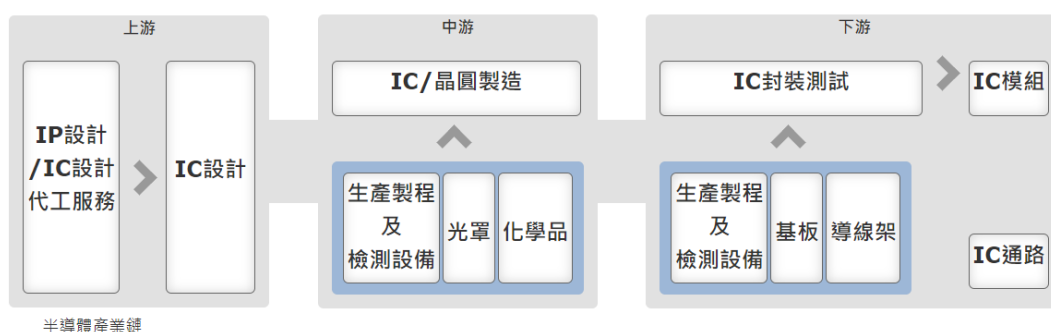 上游
IP設計
/IC設計
代工服務
IC設計
中游
IC/晶圓製造
生產製程
及
檢測設備
光罩
化學品
下游
IC封裝測試
IC模組
生產製程
及
檢測設備
基板
導線架
IC通路
半導體產業鏈